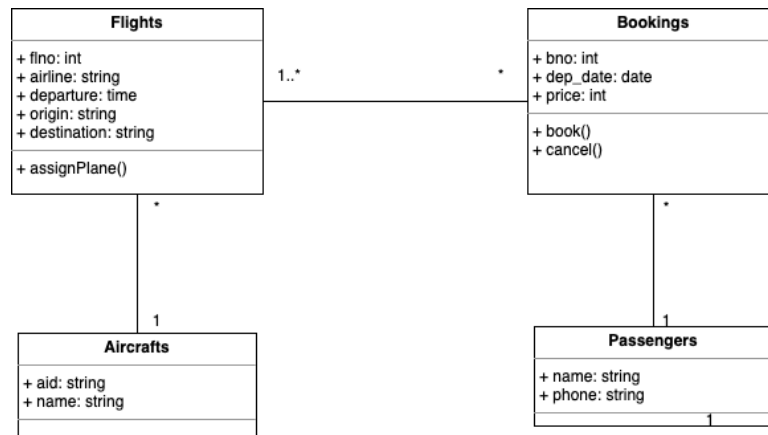 Flights
+ flno: int
+ airline: string
+ departure: time
+ origin: string
+ destination: string
+ assignPlane()
1..*
*
Bookings
+ bno: int
+ dep_date: date
+ price: int
+ book()
+ cancel()
*
1
*
1
Aircrafts
+ aid: string
+ name: string
Passengers
+ name: string
+ phone: string
1